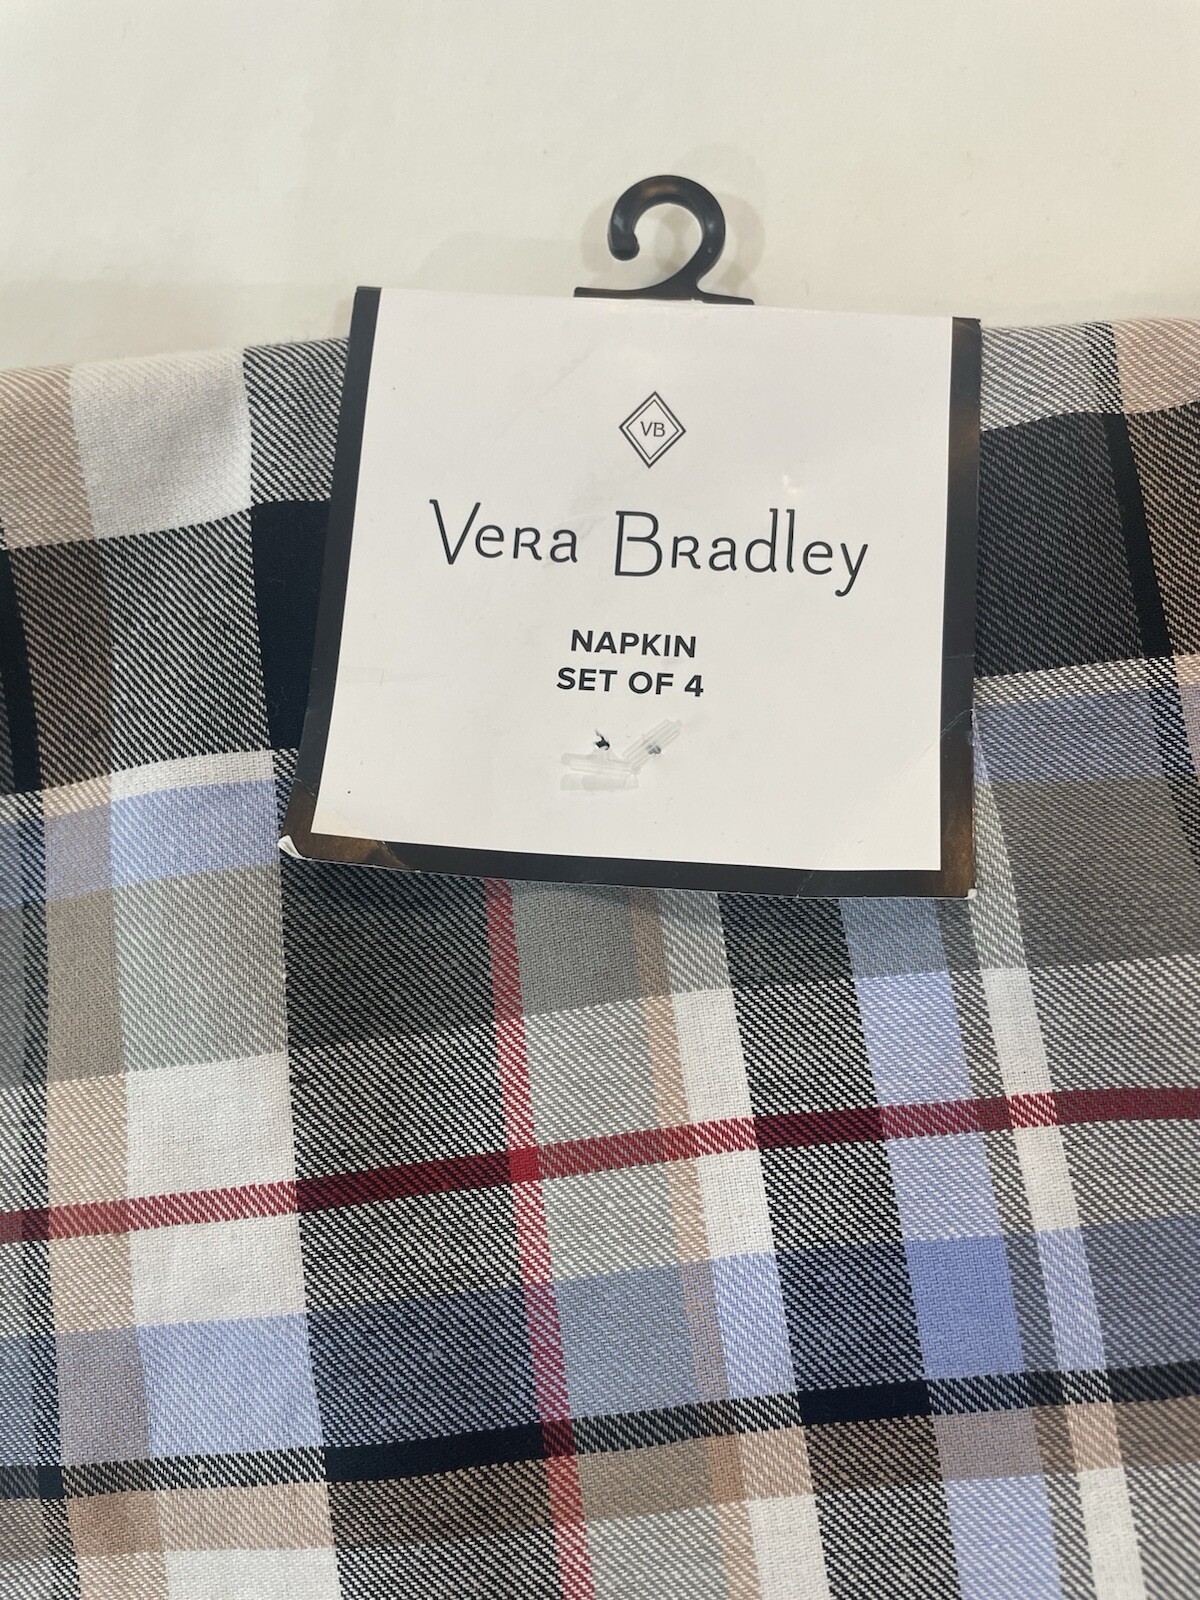 VB
Vera Bradley
NAPKIN
SET OF 4